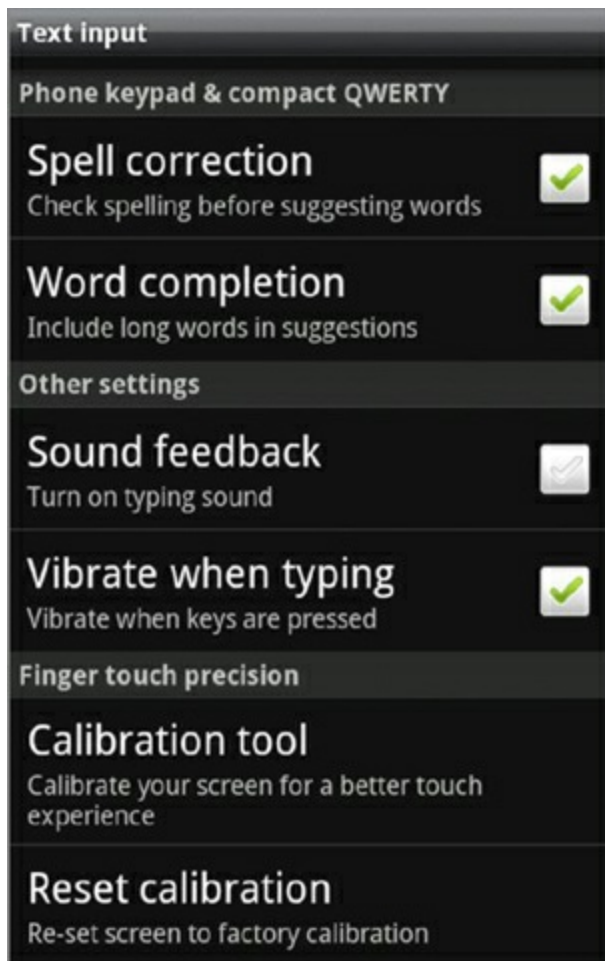 Text input
Phone keypad & compact QWERTY
Spell correction
Check spelling before suggesting words
Word completion
Include long words in suggestions
Other settings
Sound feedback
Turn on typing sound
Vibrate when typing
Vibrate when keys are pressed
Finger touch precision
Calibration tool
Calibrate your screen for a better touch
experience
Reset calibration
Re-set screen to factory calibration